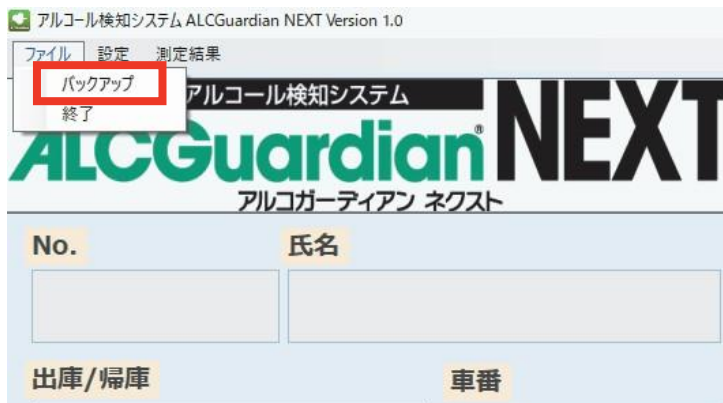 アルコール検知システム ALCGuardian NEXT Version 1.0
ファイル 設定 測定結果
バックアップ
終了
アルコール検知システム
ALCGuardian® NEXT
アルコガーディアン ネクスト
No. 氏名
出庫/帰庫 車番